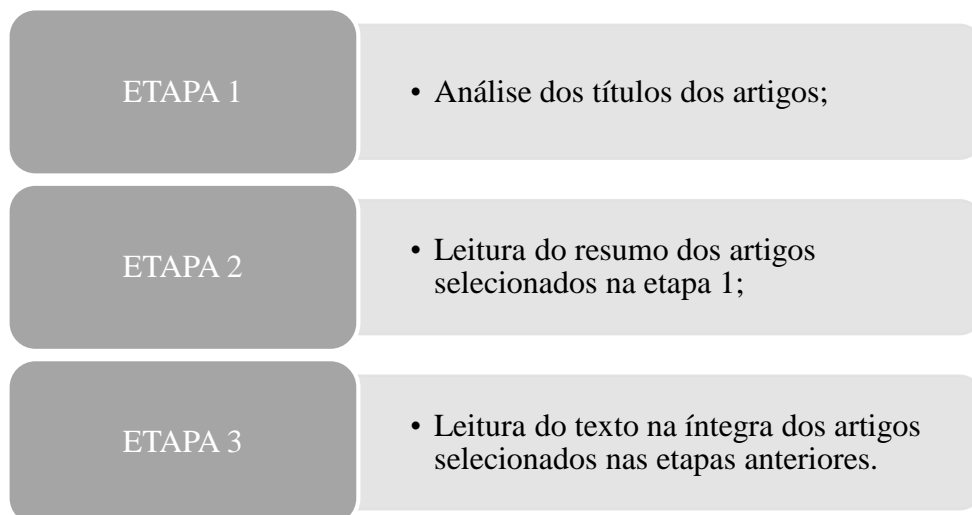 ETAPA 1
• Análise dos títulos dos artigos;
ETAPA 2
• Leitura do resumo dos artigos
selecionados na etapa 1;
ETAPA 3
• Leitura do texto na íntegra dos artigos
selecionados nas etapas anteriores.